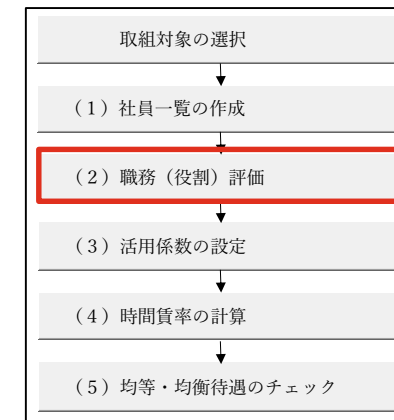 取組対象の選択
（１）社員一覧の作成
（２）職務（役割）評価
（３）活用係数の設定
（４）時間賃率の計算
（５）均等・均衡待遇のチェック